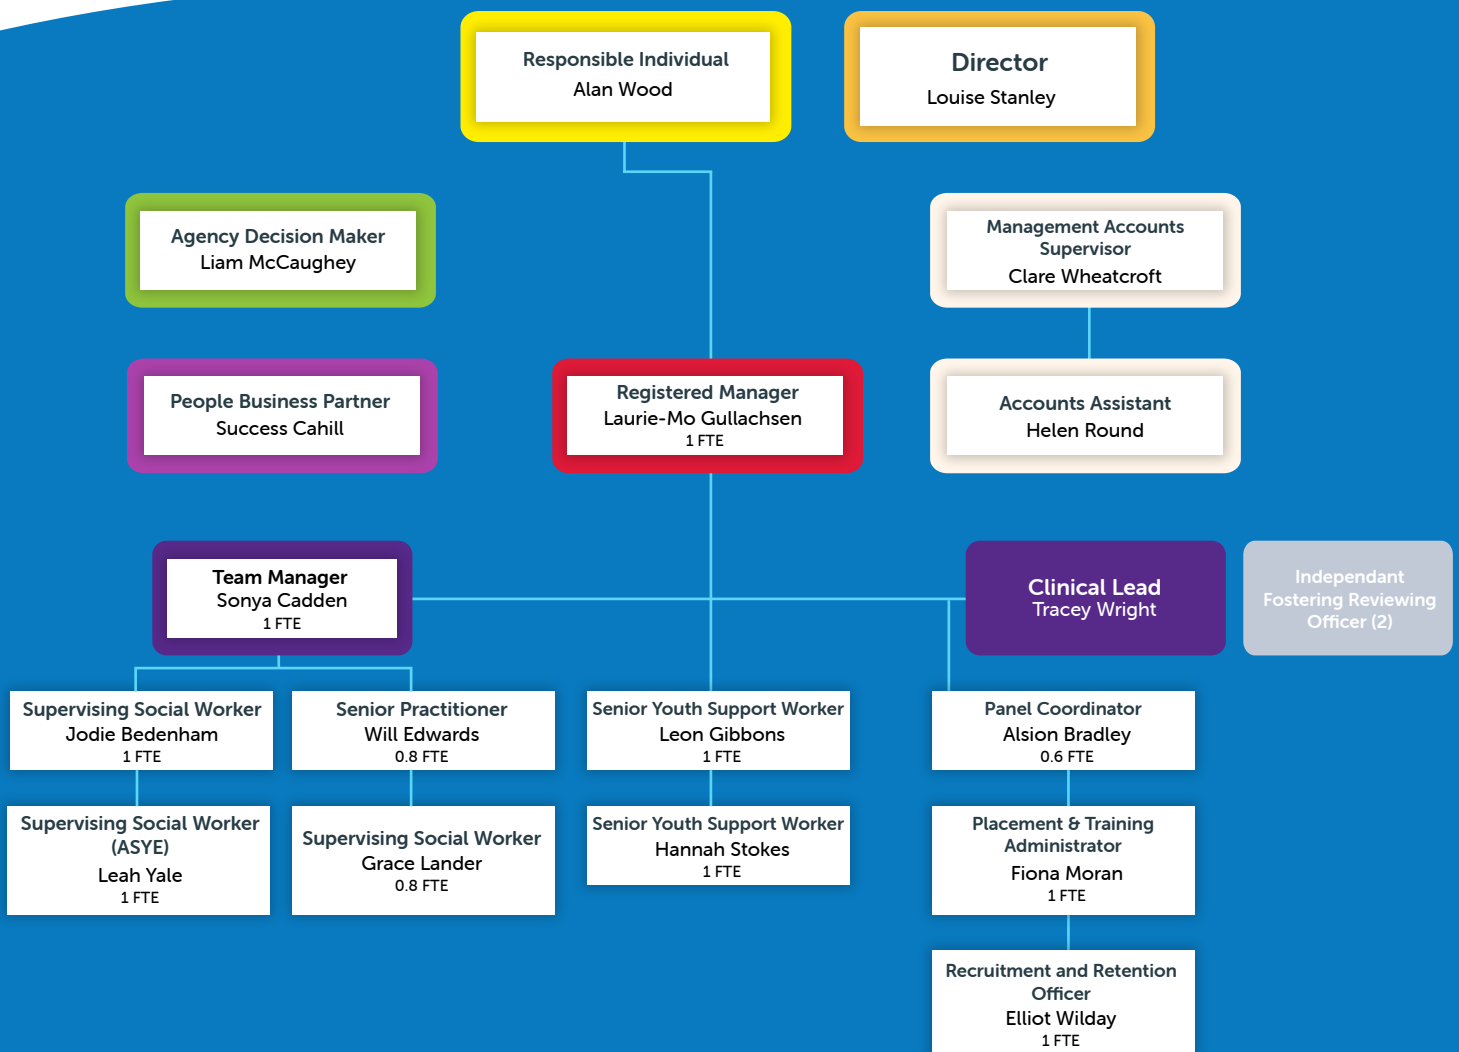 Responsible Individual
Alan Wood
Director
Louise Stanley
Agency Decision Maker
Liam McCaughey
Management Accounts
Supervisor
Clare Wheatcroft
People Business Partner
Success Cahill
Registered Manager
Laurie-Mo Gullachsen
1 FTE
Accounts Assistant
Helen Round
Team Manager
Sonya Cadden
1 FTE
Clinical Lead
Tracey Wright
Independant
Fostering Reviewing
Officer (2)
Supervising Social Worker
Jodie Bedenham
1 FTE
Senior Practitioner
Will Edwards
0.8 FTE
Senior Youth Support Worker
Leon Gibbons
1 FTE
Panel Coordinator
Alsion Bradley
0.6 FTE
Supervising Social Worker
(ASYE)
Leah Yale
1 FTE
Supervising Social Worker
Grace Lander
0.8 FTE
Senior Youth Support Worker
Hannah Stokes
1 FTE
Placement & Training
Administrator
Fiona Moran
1 FTE
Recruitment and Retention
Officer
Elliot Wilday
1 FTE